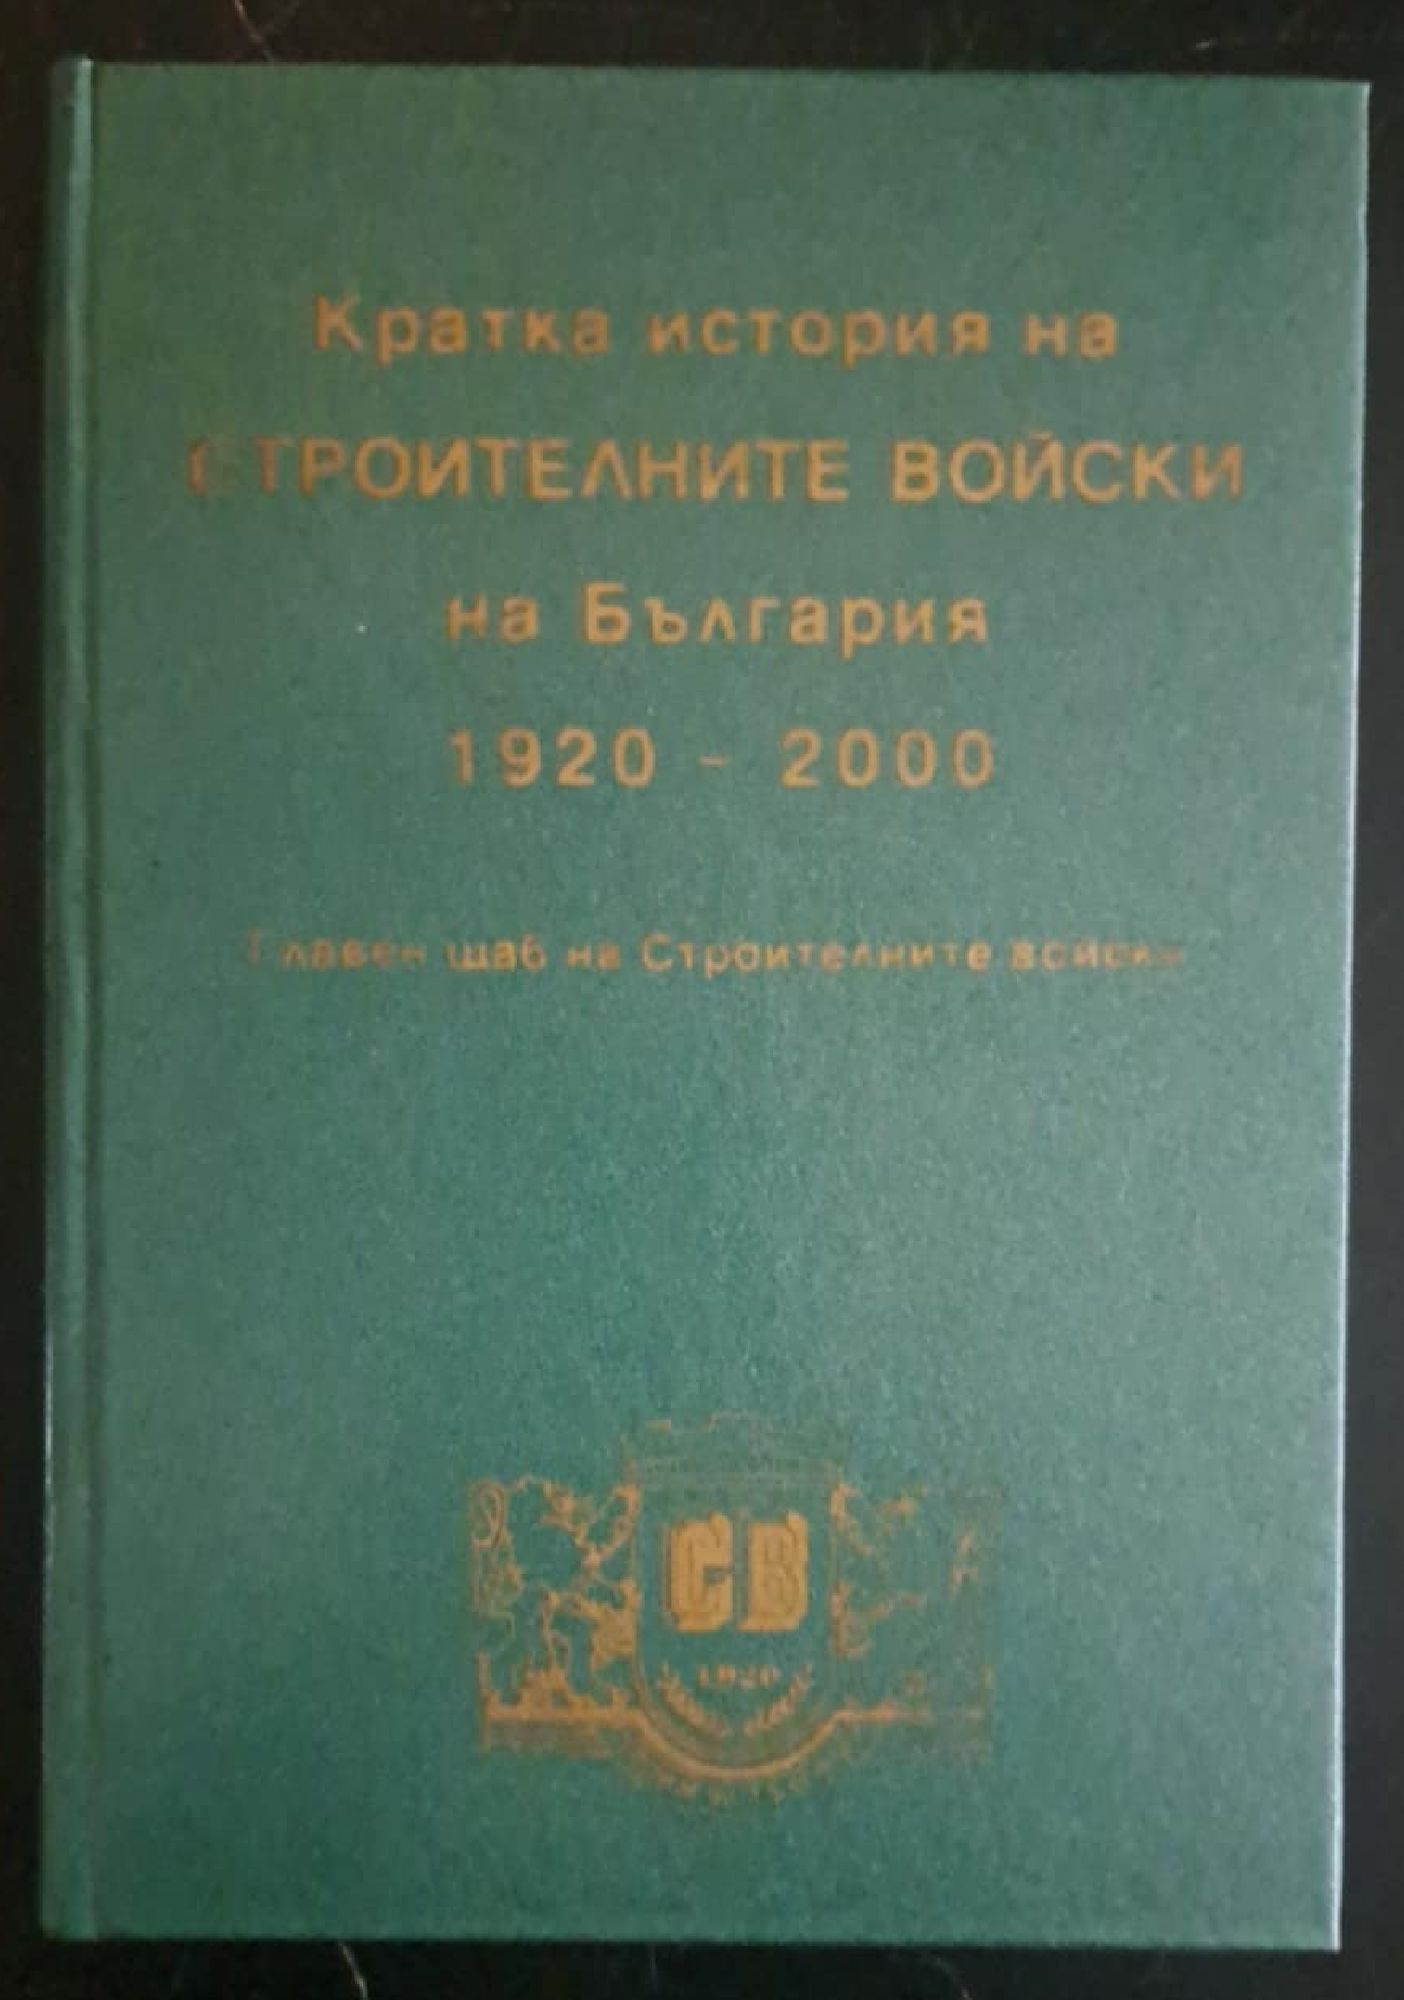 Кратка история на
СТРОИТЕЛНИТЕ ВОЙСКИ
на България
1920 - 2000
Главен щаб на Строителните войски
СВ
1920